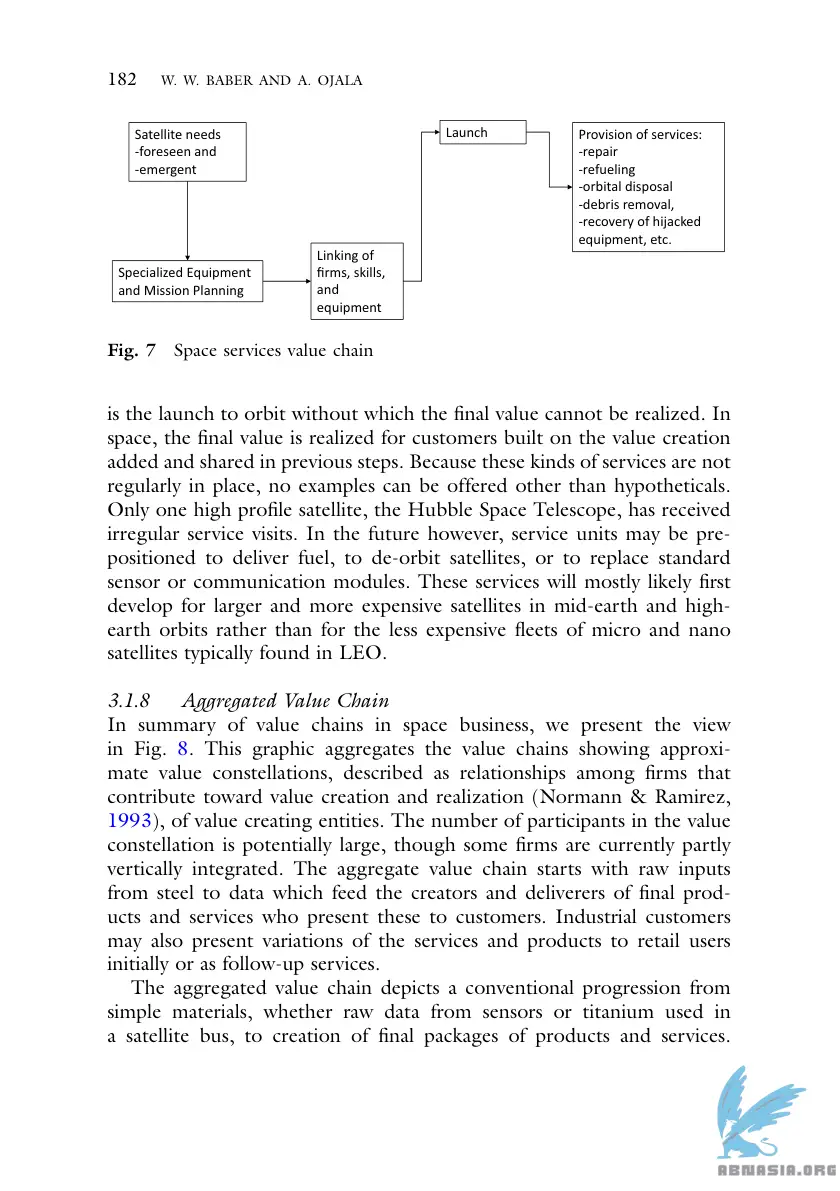 182 W. W. BABER AND A. OJALA
Satellite needs
-foreseen and
-emergent
Specialized Equipment
and Mission Planning
Linking of
firms, skills,
and
equipment
Launch
Provision of services:
-repair
-refueling
-orbital disposal
-debris removal,
-recovery of hijacked
equipment, etc.
Fig. 7 Space services value chain
is the launch to orbit without which the final value cannot be realized. In
space, the final value is realized for customers built on the value creation
added and shared in previous steps. Because these kinds of services are not
regularly in place, no examples can be offered other than hypotheticals.
Only one high profile satellite, the Hubble Space Telescope, has received
irregular service visits. In the future however, service units may be pre-
positioned to deliver fuel, to de-orbit satellites, or to replace standard
sensor or communication modules. These services will mostly likely first
develop for larger and more expensive satellites in mid-earth and high-
earth orbits rather than for the less expensive fleets of micro and nano
satellites typically found in LEO.
3.1.8 Aggregated Value Chain
In summary of value chains in space business, we present the view
in Fig. 8. This graphic aggregates the value chains showing approxi-
mate value constellations, described as relationships among firms that
contribute toward value creation and realization (Normann & Ramirez,
1993), of value creating entities. The number of participants in the value
constellation is potentially large, though some firms are currently partly
vertically integrated. The aggregate value chain starts with raw inputs
from steel to data which feed the creators and deliverers of final prod-
ucts and services who present these to customers. Industrial customers
may also present variations of the services and products to retail users
initially or as follow-up services.
The aggregated value chain depicts a conventional progression from
simple materials, whether raw data from sensors or titanium used in
a satellite bus, to creation of final packages of products and services.
ABNASIA.ORG